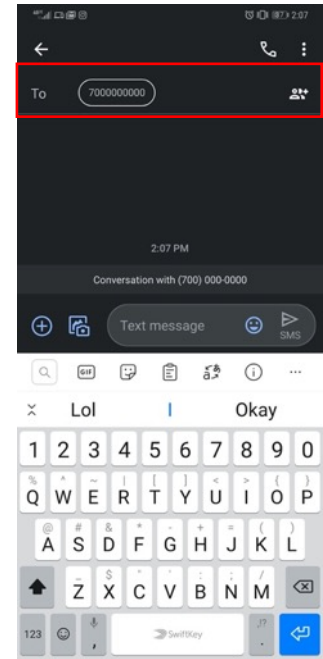 2:07
To 7000000000
2:07 PM
Conversation with (700) 000-0000
Text message SMS
GIF
Lol I Okay
1 2 3 4 5 6 7 8 9 0
Q W E R T Y U I O P
A S D F G H J K L
Z X C V B N M
123 , SwiftKey .